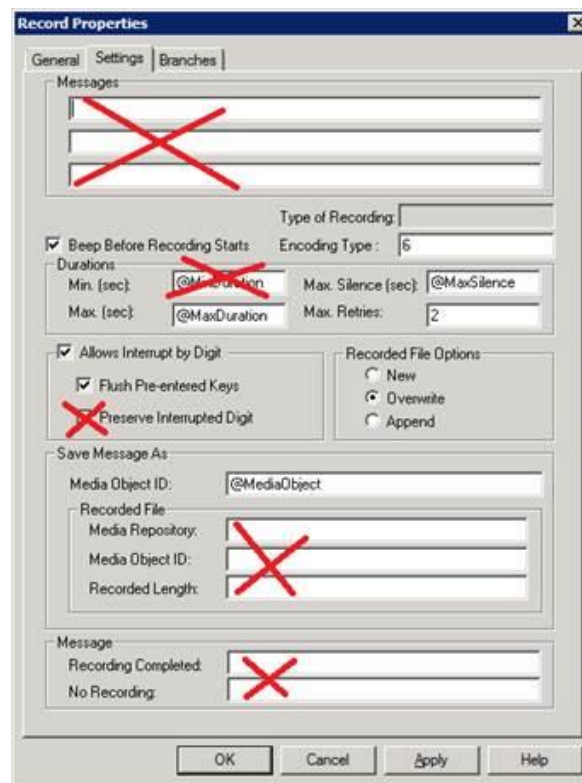 Record Properties
General Settings Branches
Messages
Type of Recording:
Beep Before Recording Starts Encoding Type : 6
Durations
Min. (sec): @MinDuration Max. Silence (sec): @MaxSilence
Max. (sec): @MaxDuration Max. Retries: 2
Allows Interrupt by Digit Recorded File Options
New
Flush Pre-entered Keys
Overwrite
Preserve Interrupted Digit
Append
Save Message As
Media Object ID: @MediaObject
Recorded File
Media Repository:
Media Object ID:
Recorded Length:
Message
Recording Completed:
No Recording:
OK Cancel Apply Help